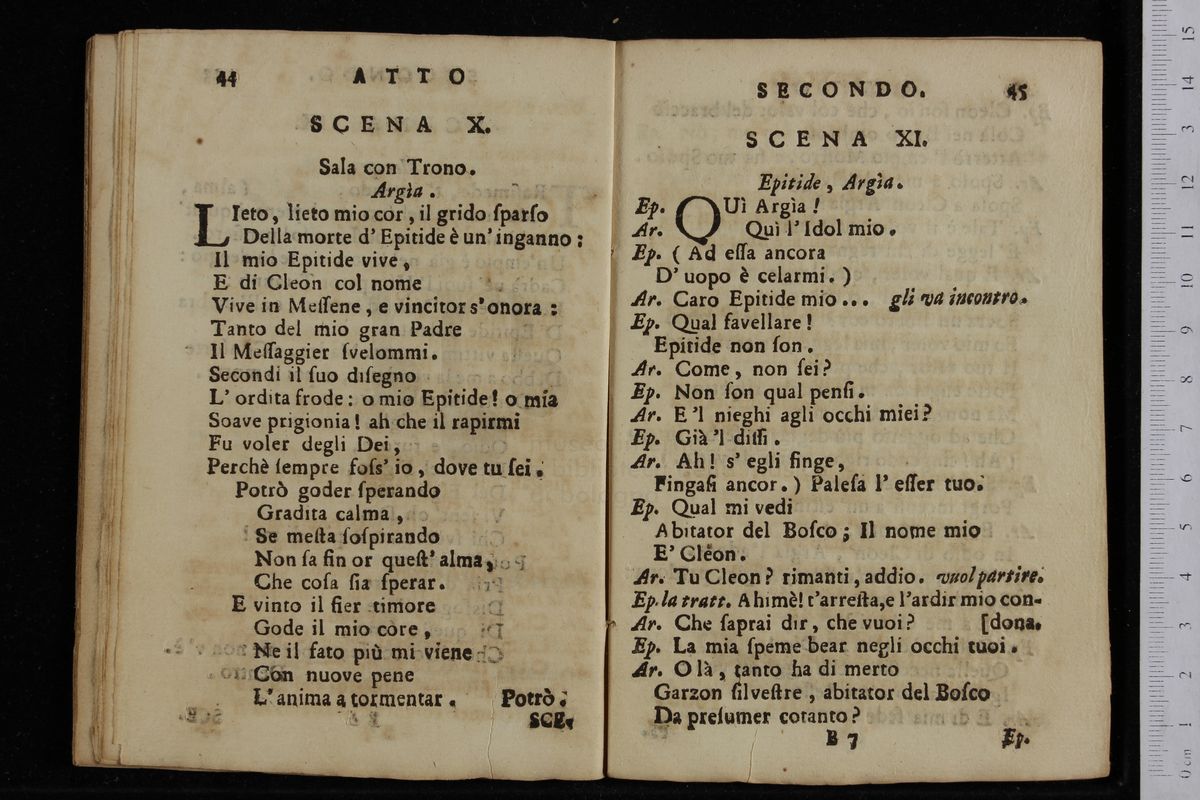 44 ATTO
SCENA X.
Sala con Trono.
Argìa.
LIeto, lieto mio cor, il grido ſparſo
Della morte d' Epitide è un' inganno:
Il mio Epitide vive,
E di Cleon col nome
Vive in Meſſene, e vincitor s' onora:
Tanto del mio gran Padre
Il Meſſaggier ſvelommi.
Secondi il ſuo diſegno
L' ordita frode: o mio Epitide! o mia
Soave prigionia! ah che il rapirmi
Fu voler degli Dei,
Perchè ſempre foſs' io, dove tu ſei.
Potrò goder ſperando
Gradita calma,
Se meſta ſoſpirando
Non ſa fin or queſt' alma,
Che coſa ſia ſperar.
E vinto il fier timore
Gode il mio core,
Ne il fato più mi viene
Con nuove pene
L' anima a tormentar. Potrò.
SCE-
SECONDO. 45
SCENA XI.
Epitide, Argìa.
Ep. QUì Argìa!
Ar. Quì l' Idol mio.
Ep. (Ad eſſa ancora
D' uopo è celarmi.)
Ar. Caro Epitide mio... gli va incontro.
Ep. Qual favellare!
Epitide non ſon.
Ar. Come, non ſei?
Ep. Non ſon qual penſi.
Ar. E 'l nieghi agli occhi miei?
Ep. Già 'l diſſi.
Ar. Ah! s' egli finge,
Fingaſi ancor.) Paleſa l' eſſer tuo.
Ep. Qual mi vedi
Abitator del Boſco; Il nome mio
E' Cleon.
Ar. Tu Cleon? rimanti, addio. vuol partire.
Ep. la tratt. Ahimè! t'arreſta, e l'ardir mio con-
Ar. Che ſaprai dir, che vuoi? [dona.
Ep. La mia ſpeme bear negli occhi tuoi.
Ar. O là, tanto ha di merto
Garzon ſilveſtre, abitator del Boſco
Da preſumer cotanto?
B 7 Ep.